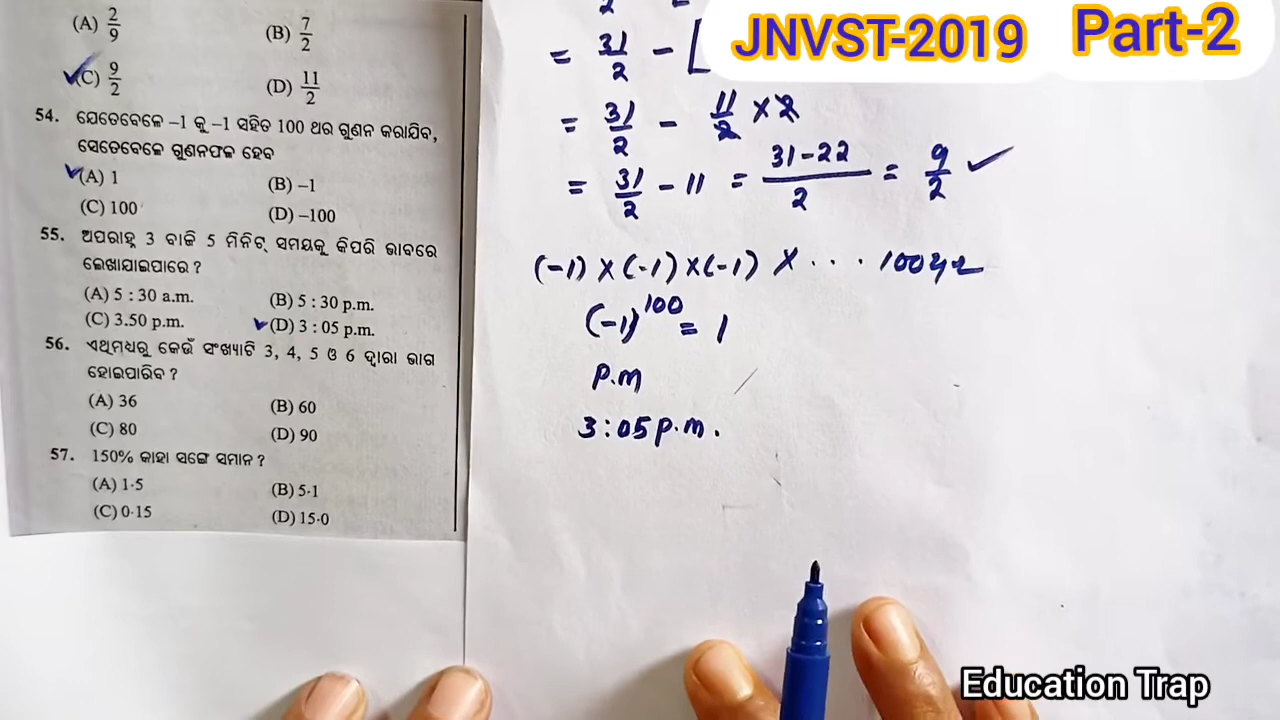 (A) 2/9 (B) 7/2
(C) 9/2 (D) 11/2
54. ଯେତେବେଳେ –1 କୁ –1 ସହିତ 100 ଥର ଗୁଣନ କରାଯିବ,
ସେତେବେଳେ ଗୁଣନଫଳ ହେବ
(A) 1 (B) –1
(C) 100 (D) –100
55. ଅପରାହ୍ନ 3 ବାଜି 5 ମିନିଟ୍ ସମୟକୁ କିପରି ଭାବରେ
ଲେଖାଯାଇପାରେ ?
(A) 5 : 30 a.m. (B) 5 : 30 p.m.
(C) 3.50 p.m. (D) 3 : 05 p.m.
56. ଏଥିମଧ୍ୟରୁ କେଉଁ ସଂଖ୍ୟାଟି 3, 4, 5 ଓ 6 ଦ୍ୱାରା ଭାଗ
ହୋଇପାରିବ ?
(A) 36 (B) 60
(C) 80 (D) 90
57. 150% କାହା ସଙ୍ଗେ ସମାନ ?
(A) 1·5 (B) 5·1
(C) 0·15 (D) 15·0
JNVST-2019 Part-2
= 31/2 - [
= 31/2 - 11/2 × 2
= 31/2 - 11 = 31-22/2 = 9/2 ✓
(-1) × (-1) × (-1) × ... 100
(-1)^100 = 1
P.m
3:05 p.m.
Education Trap